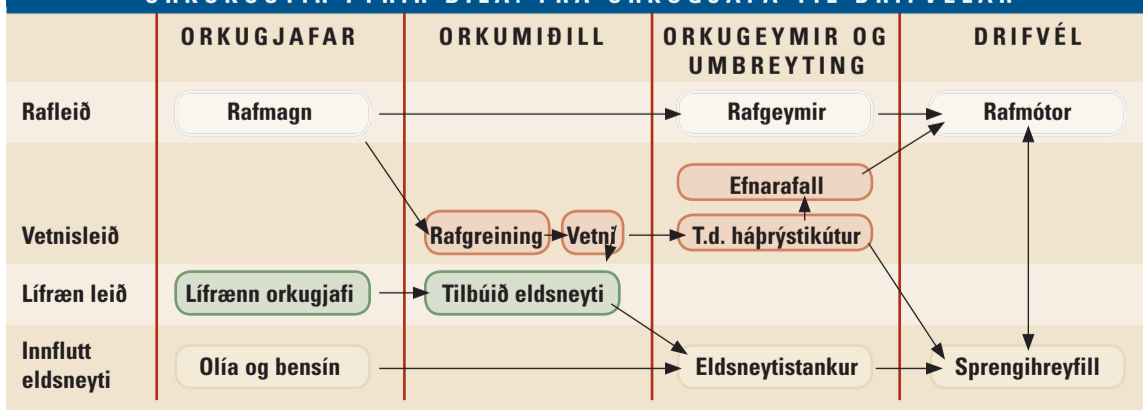 ORKUGJAFAR ORKUMIÐILL ORKUGEYMIR OG UMBREYTING DRIFVÉL
Rafleið Rafmagn Rafgeymir Rafmótor
Efnarafall
Vetnisleið Rafgreining Vetni T.d. háþrýstikútur
Lífræn leið Lífrænn orkugjafi Tilbúið eldsneyti
Innflutt eldsneyti Olía og bensín Eldsneytistankur Sprengihreyfill